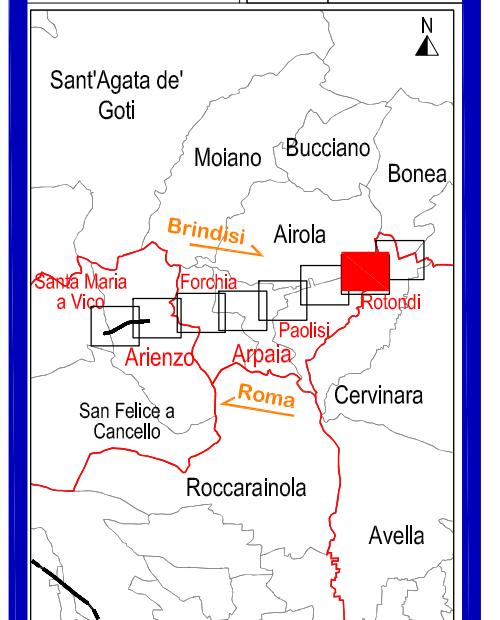 N
Sant'Agata de'
Goti
Moiano
Bucciano
Bonea
Brindisi
Airola
Santa Maria
a Vico
Forchia
Rotondi
Paolisi
Arienzo
Arpaia
Roma
Cervinara
San Felice a
Cancello
Roccarainola
Avella